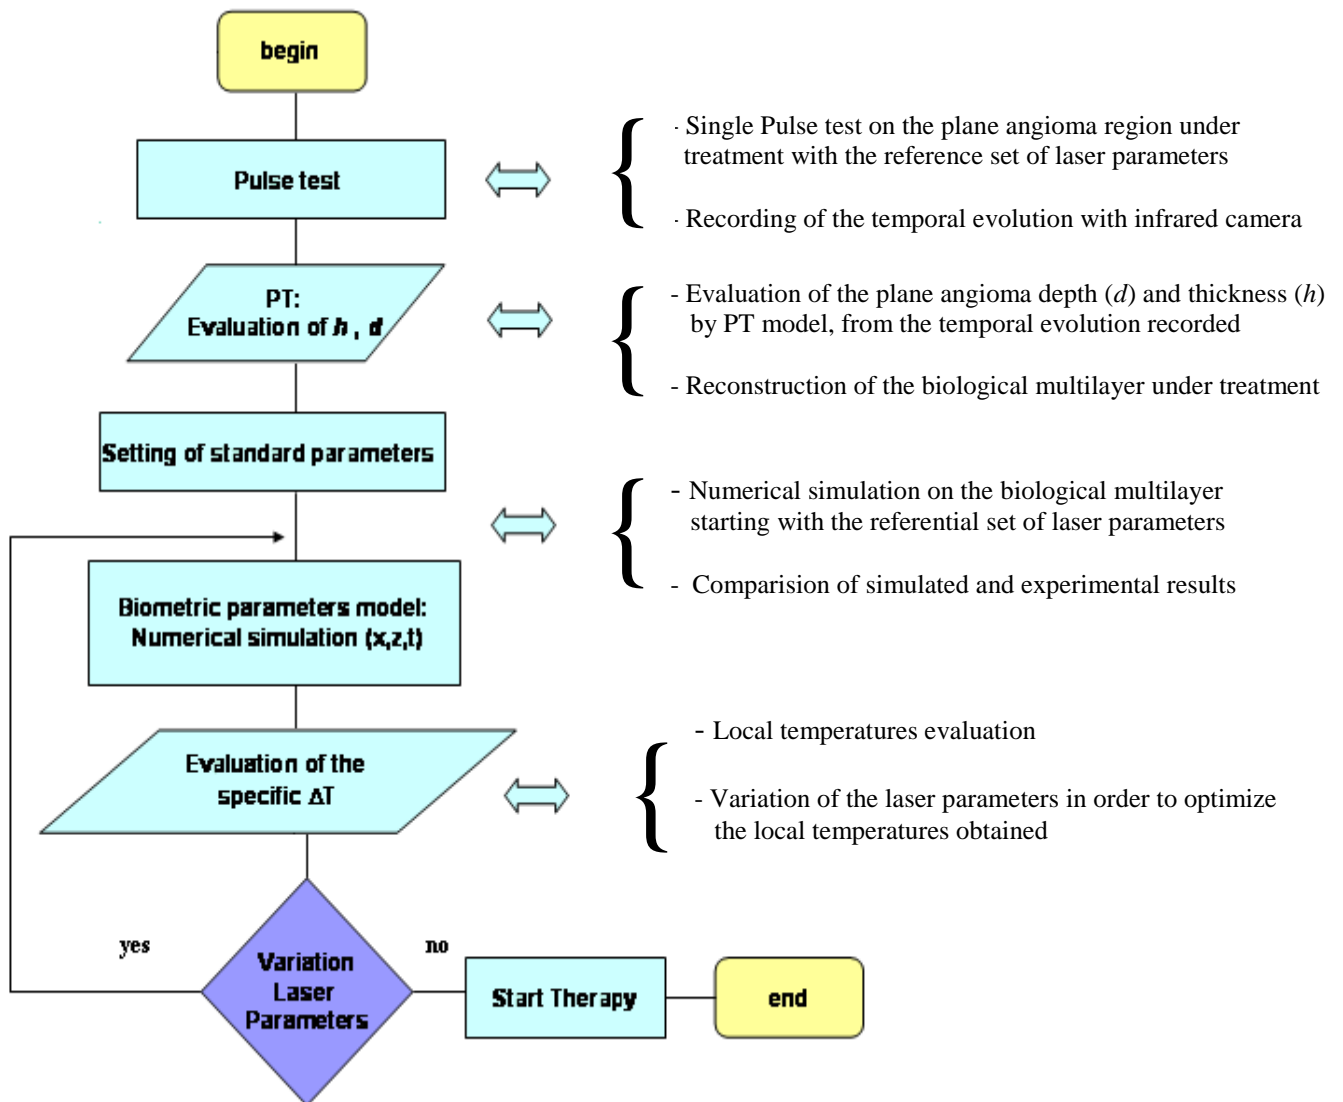 begin
Pulse test
· Single Pulse test on the plane angioma region under
treatment with the reference set of laser parameters
· Recording of the temporal evolution with infrared camera
PT:
Evaluation of h , d
- Evaluation of the plane angioma depth (d) and thickness (h)
by PT model, from the temporal evolution recorded
- Reconstruction of the biological multilayer under treatment
Setting of standard parameters
- Numerical simulation on the biological multilayer
starting with the referential set of laser parameters
- Comparision of simulated and experimental results
Biometric parameters model:
Numerical simulation (x,z,t)
Evaluation of the
specific ΔT
- Local temperatures evaluation
- Variation of the laser parameters in order to optimize
the local temperatures obtained
yes
Variation
Laser
Parameters
no
Start Therapy
end